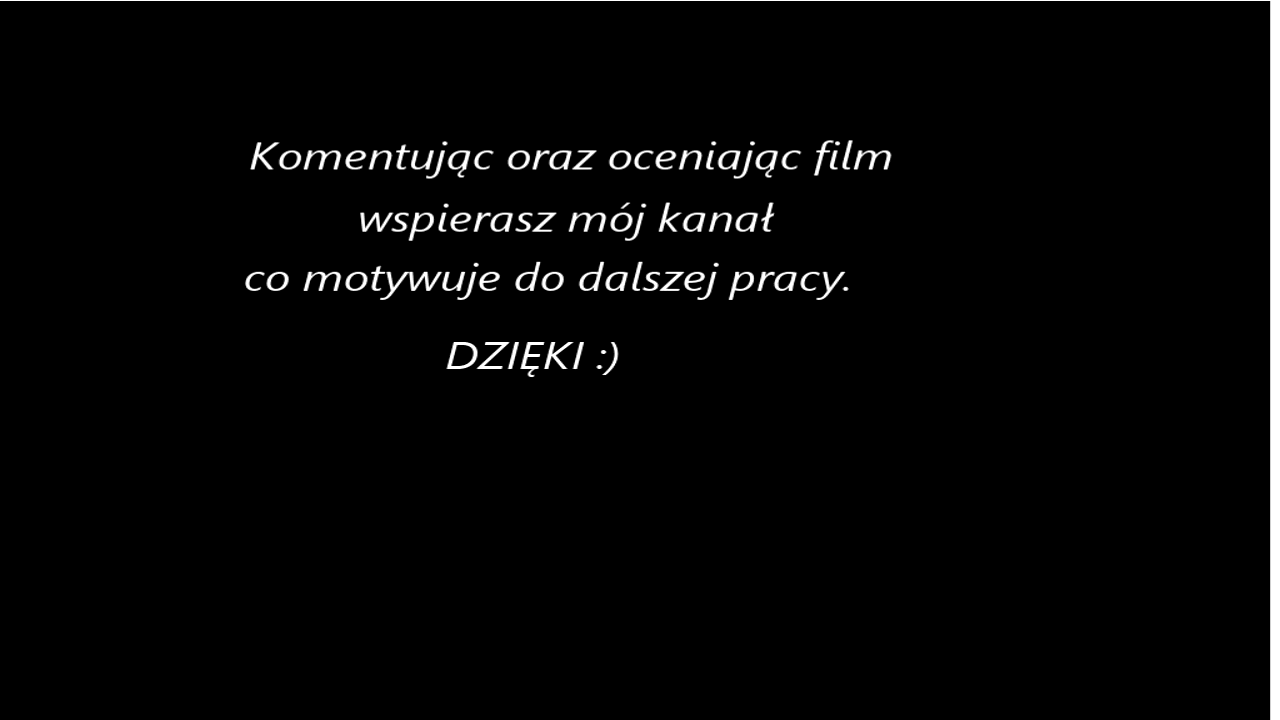 Komentując oraz oceniając film
wspierasz mój kanał
co motywuje do dalszej pracy.
DZIĘKI :)